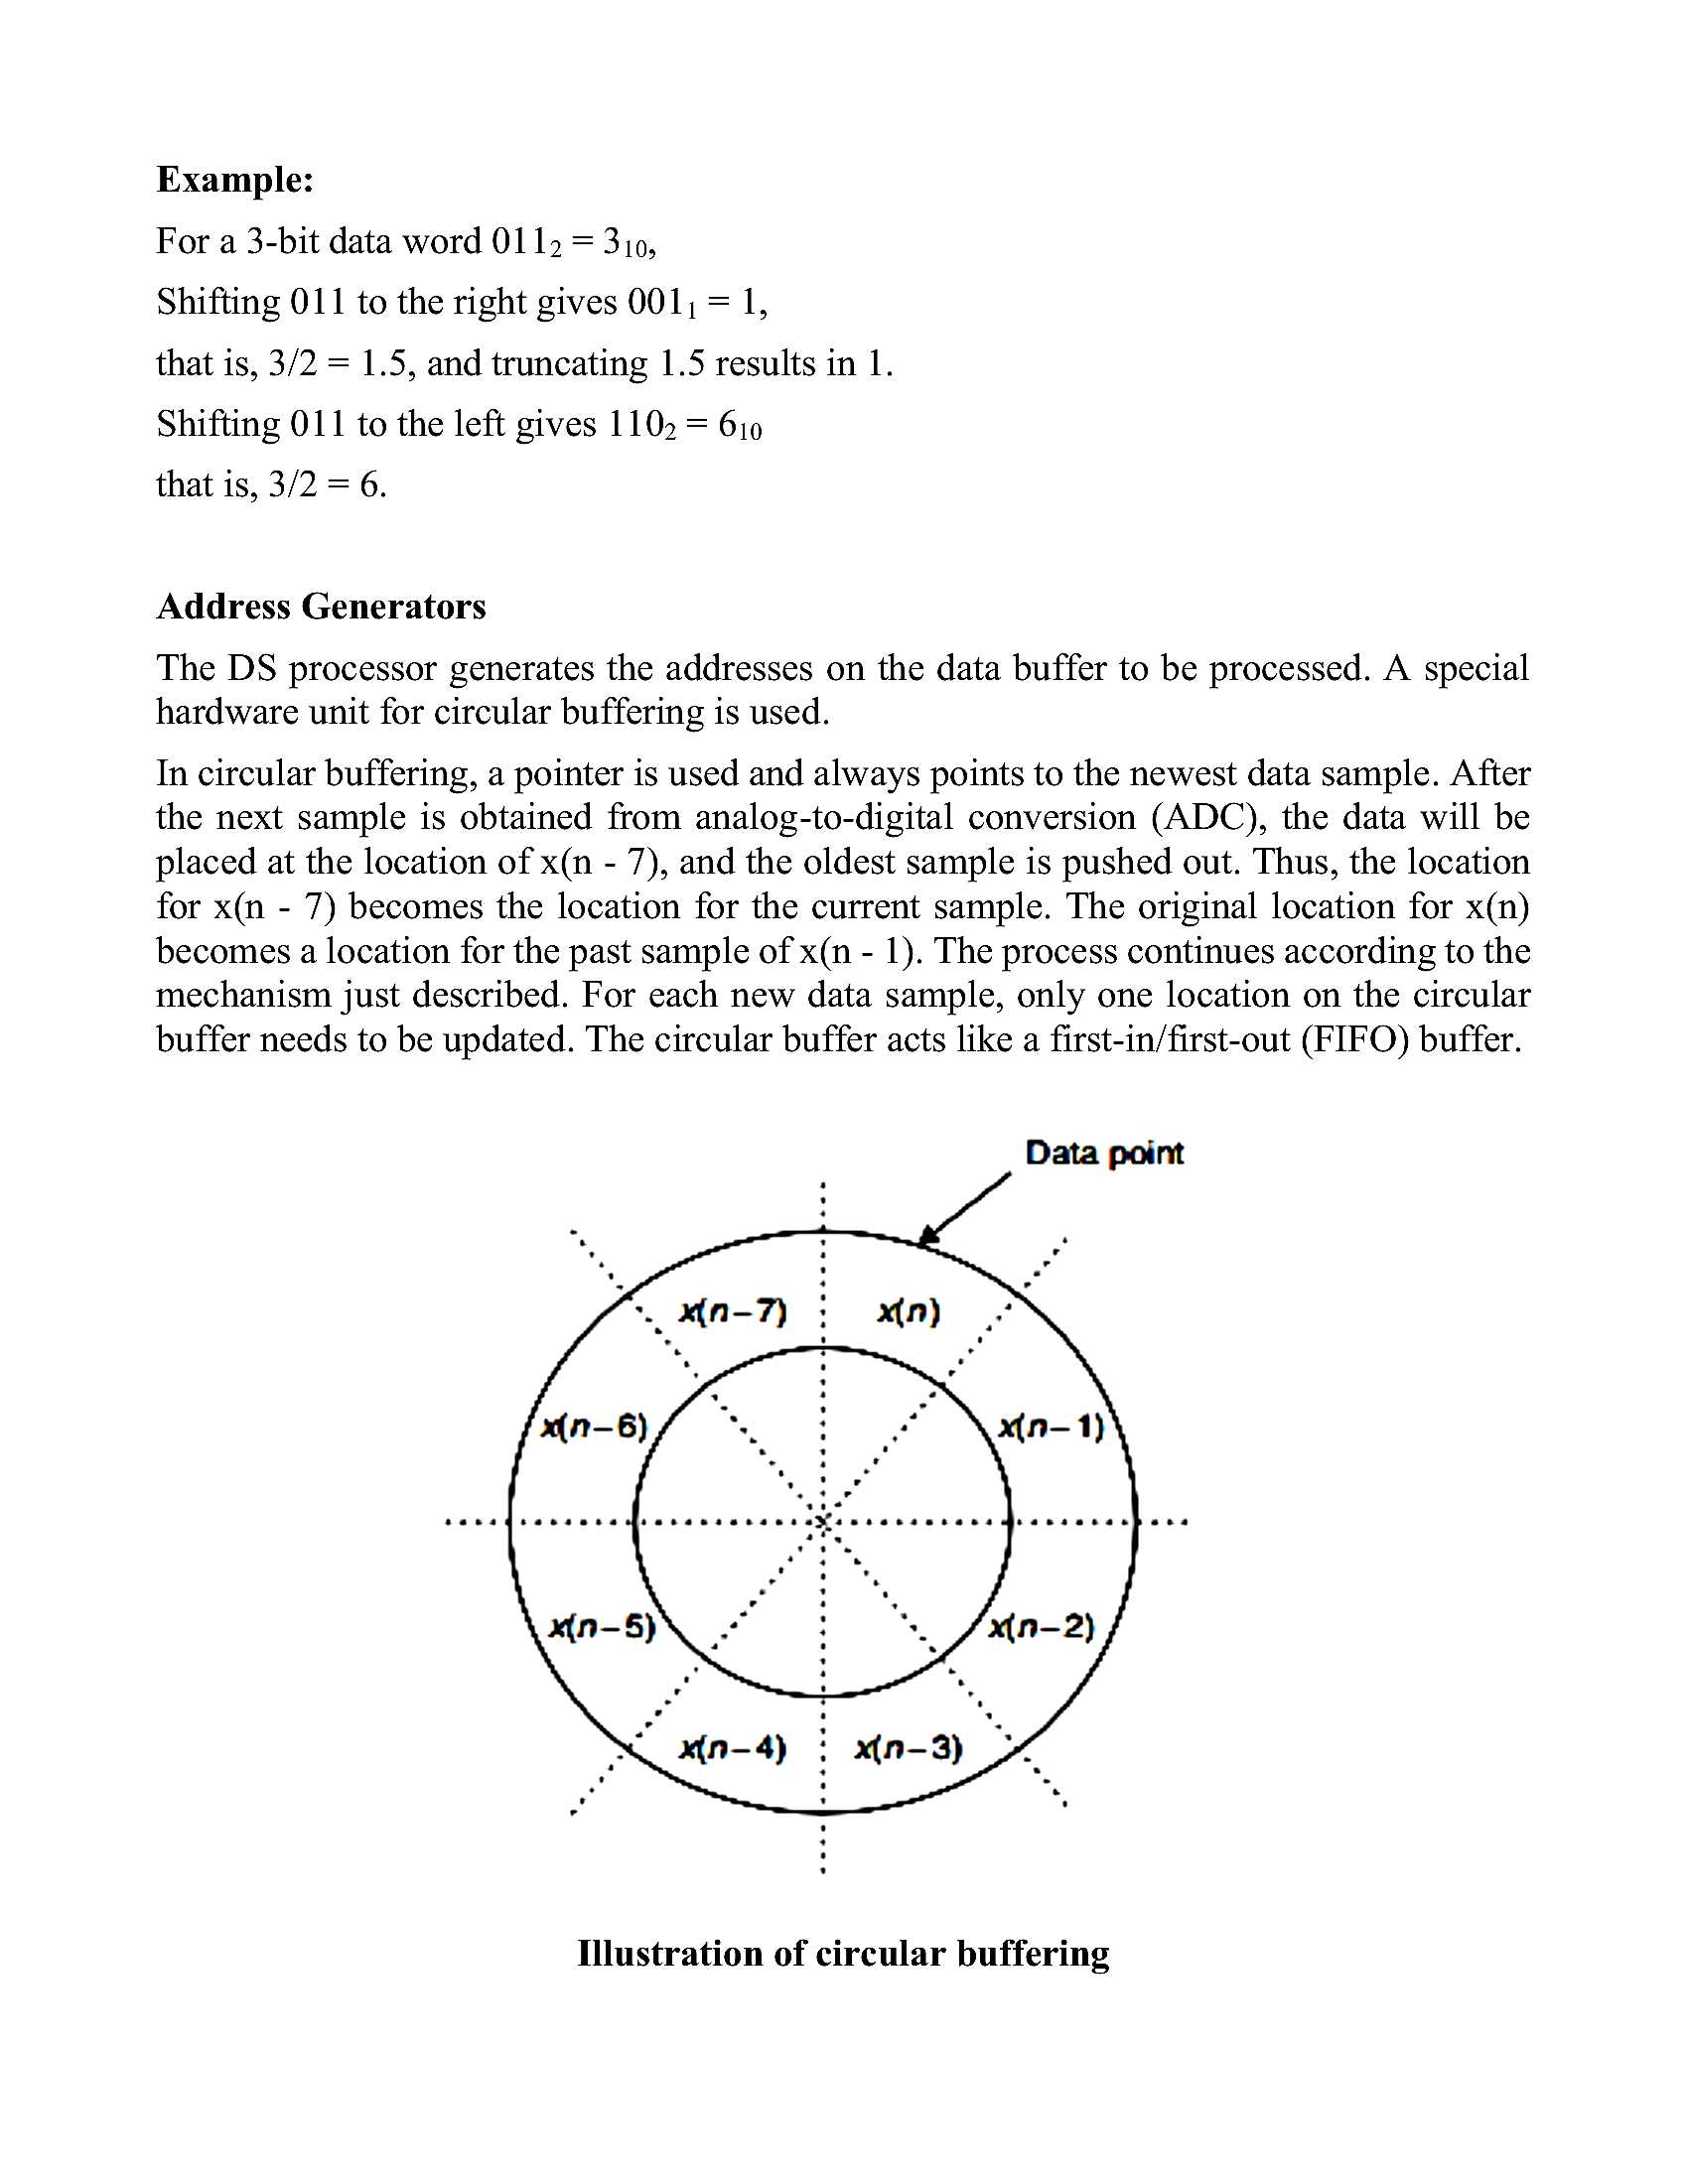 Example:
For a 3-bit data word 011₂ = 3₁₀,
Shifting 011 to the right gives 001₁ = 1,
that is, 3/2 = 1.5, and truncating 1.5 results in 1.
Shifting 011 to the left gives 110₂ = 6₁₀
that is, 3/2 = 6.
Address Generators
The DS processor generates the addresses on the data buffer to be processed. A special
hardware unit for circular buffering is used.
In circular buffering, a pointer is used and always points to the newest data sample. After
the next sample is obtained from analog-to-digital conversion (ADC), the data will be
placed at the location of x(n - 7), and the oldest sample is pushed out. Thus, the location
for x(n - 7) becomes the location for the current sample. The original location for x(n)
becomes a location for the past sample of x(n - 1). The process continues according to the
mechanism just described. For each new data sample, only one location on the circular
buffer needs to be updated. The circular buffer acts like a first-in/first-out (FIFO) buffer.
Data point
x(n–7) x(n)
x(n–6) x(n–1)
x(n–5) x(n–2)
x(n–4) x(n–3)
Illustration of circular buffering